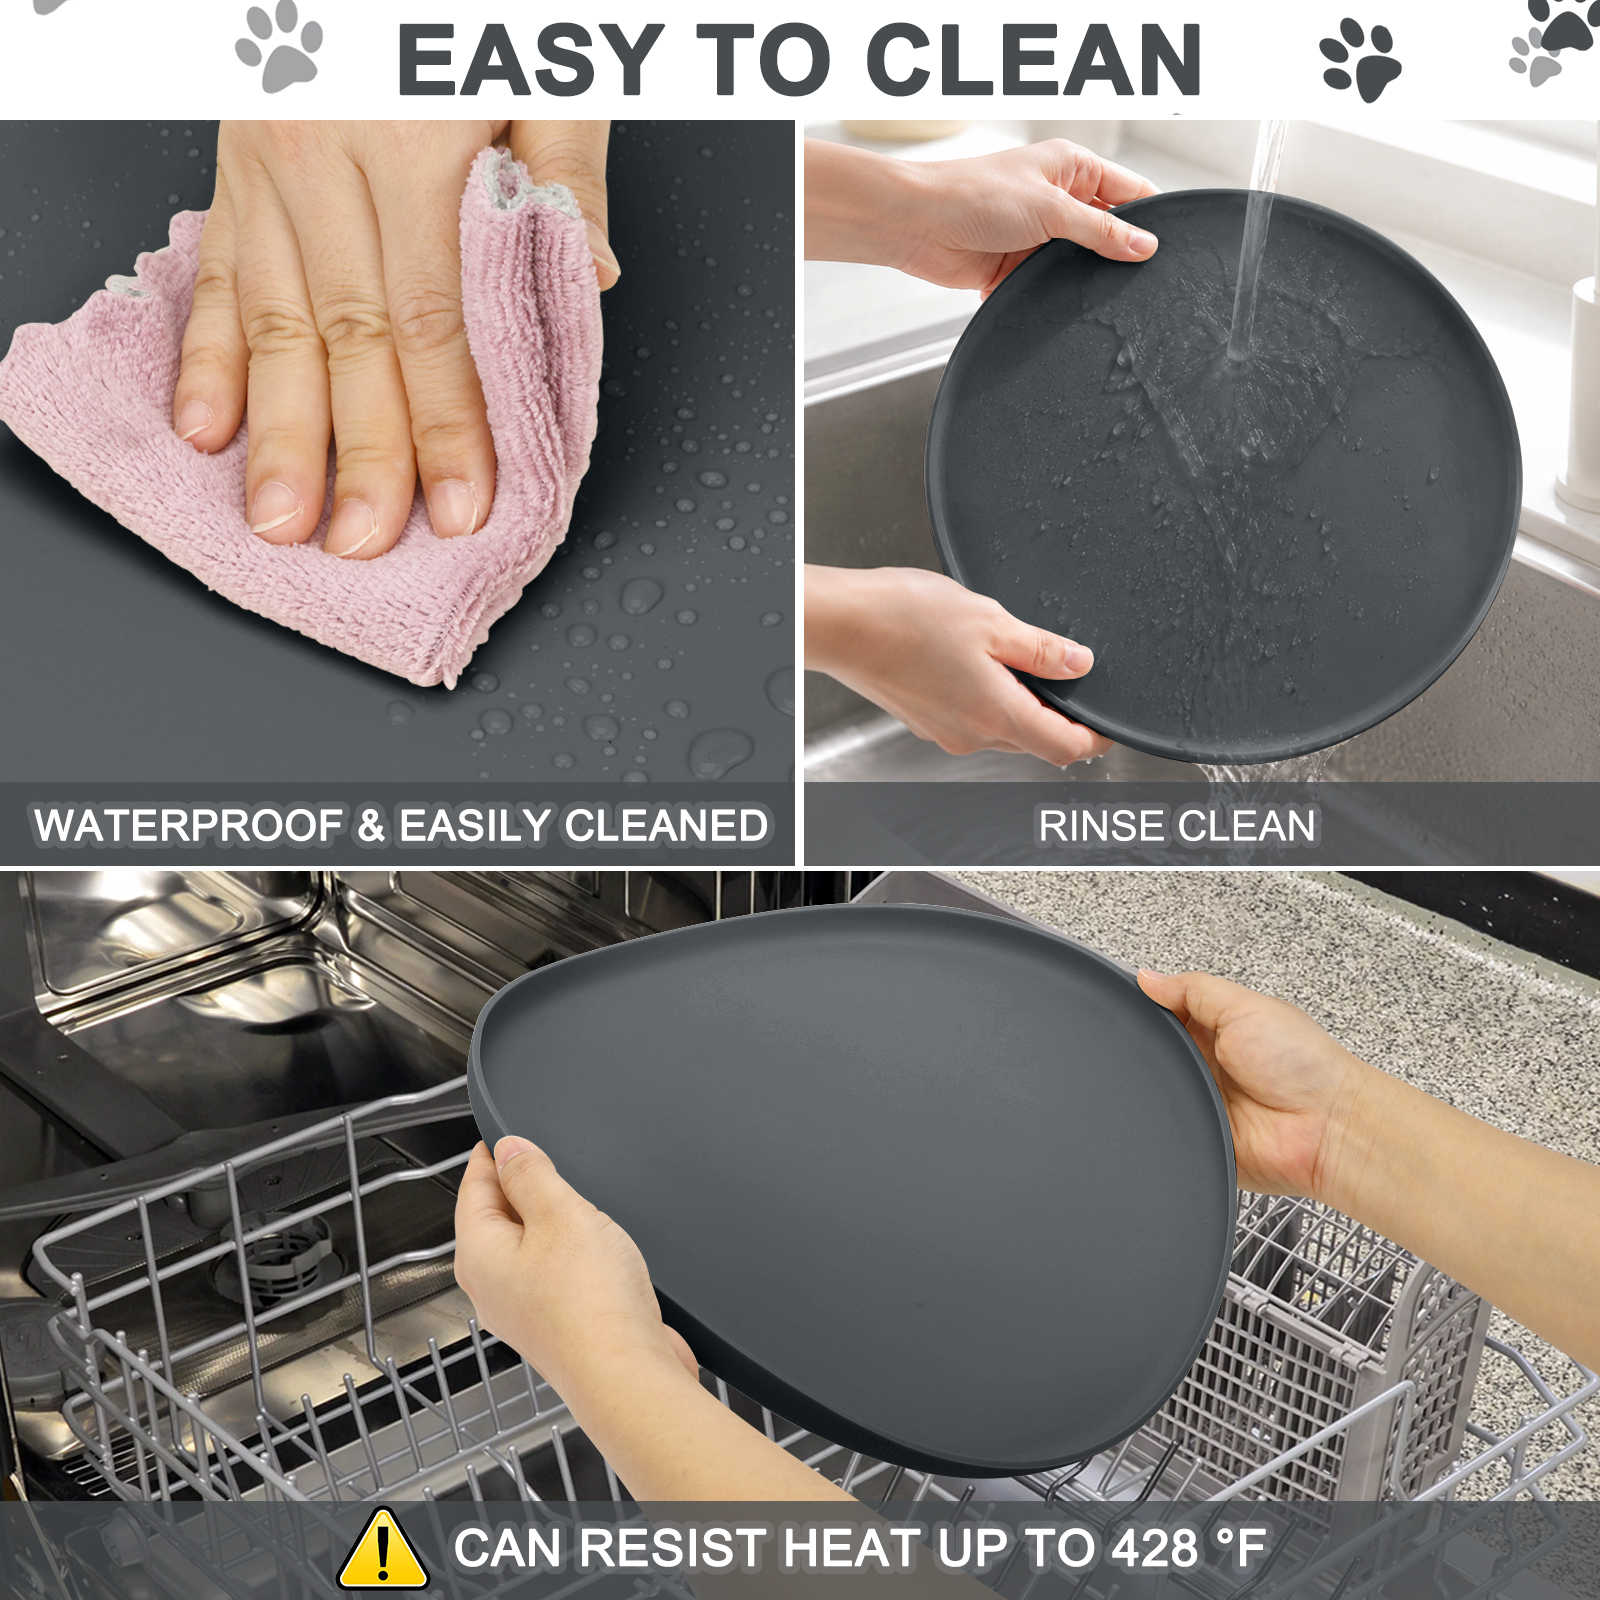 EASY TO CLEAN
WATERPROOF & EASILY CLEANED
RINSE CLEAN
CAN RESIST HEAT UP TO 428 °F